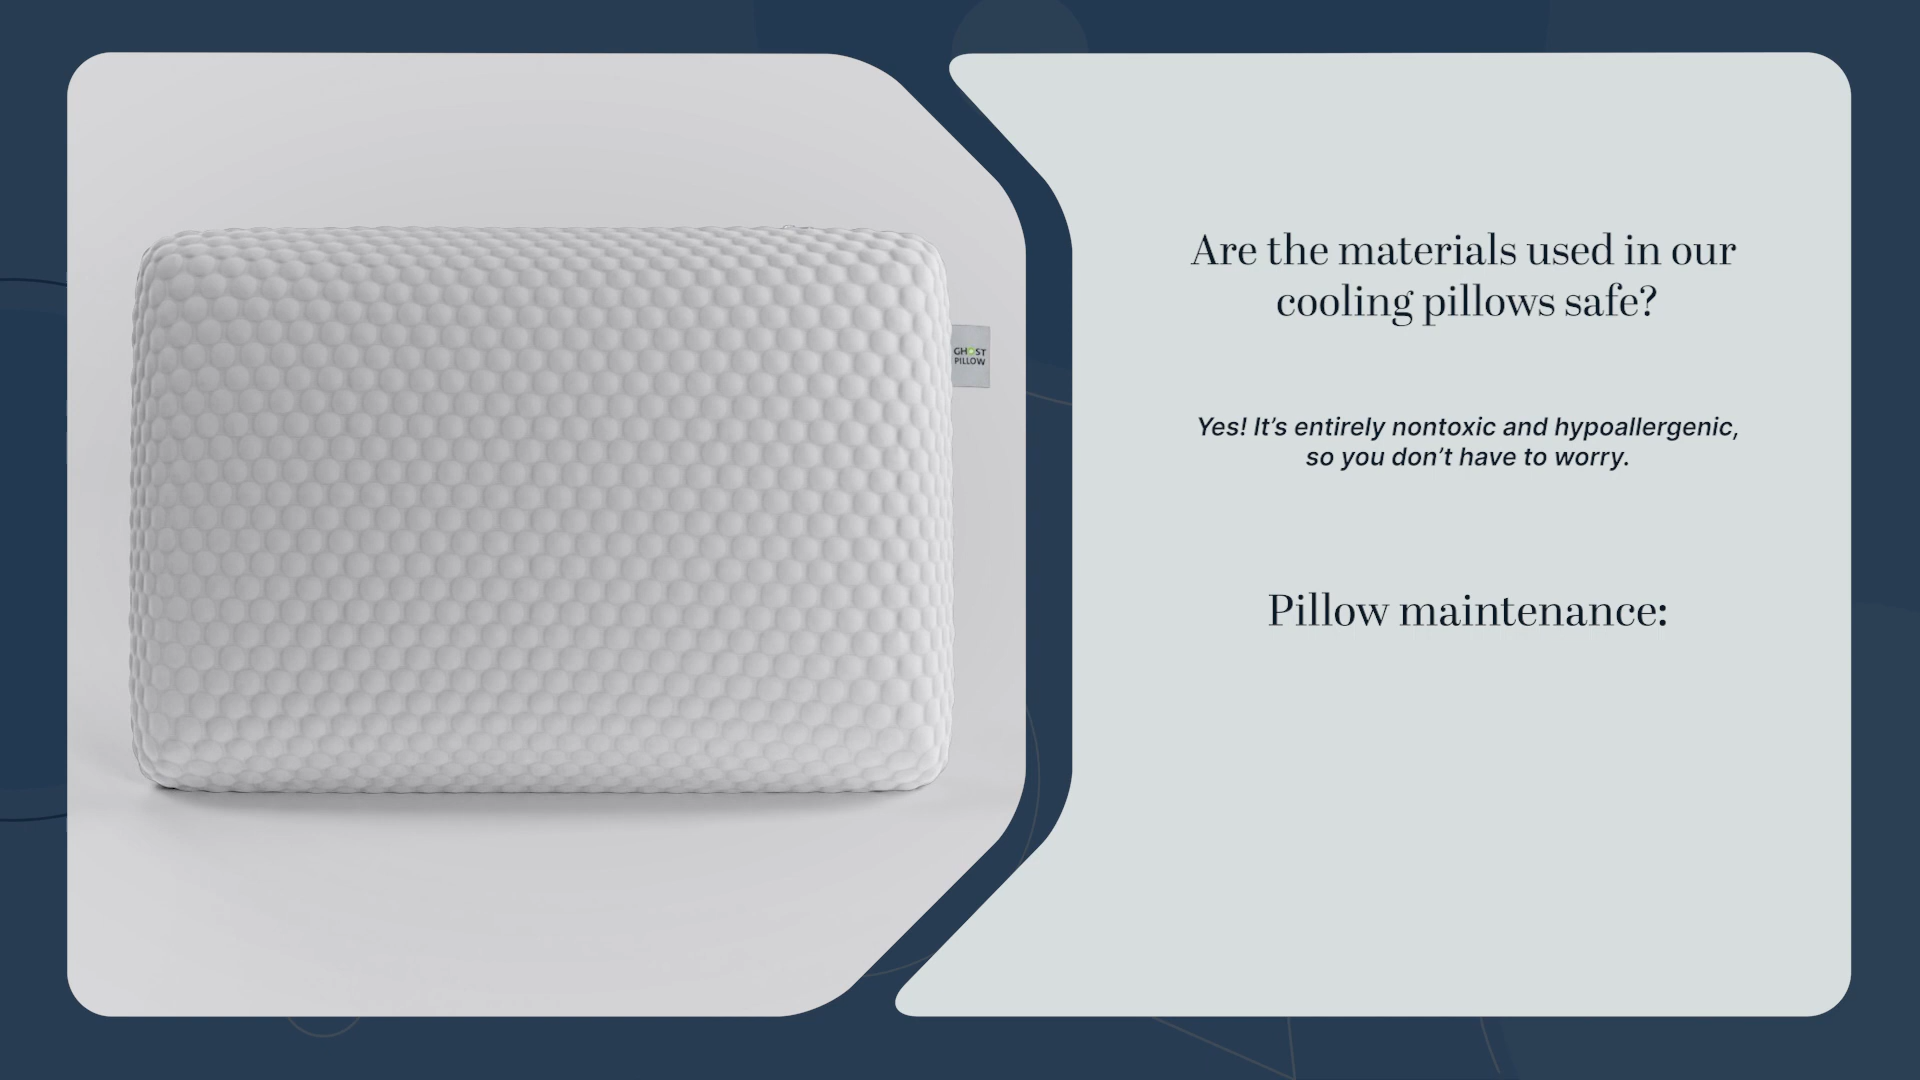 GHOST
PILLOW
Are the materials used in our
cooling pillows safe?
Yes! It's entirely nontoxic and hypoallergenic,
so you don't have to worry.
Pillow maintenance: